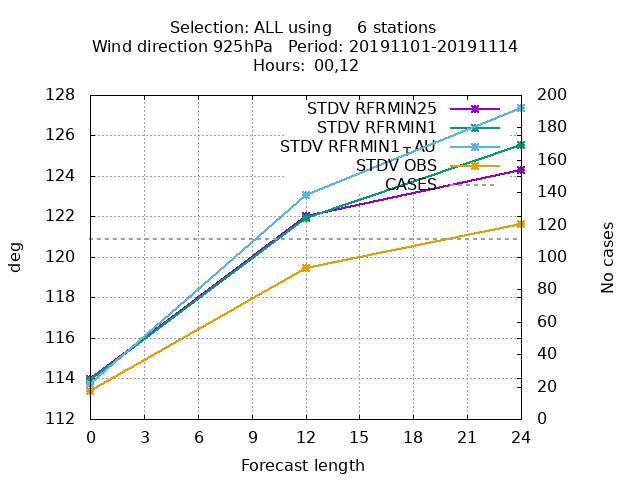 Selection: ALL using 6 stations
Wind direction 925hPa Period: 20191101-20191114
Hours: 00,12
128 200
STDV RFRMIN25
STDV RFRMIN1
STDV RFRMIN1_AU
STDV OBS
CASES
126 180
124 160
122 140
120 120
118 100
116 80
114 60
112 40
20
0
deg
No cases
0 3 6 9 12 15 18 21 24
Forecast length